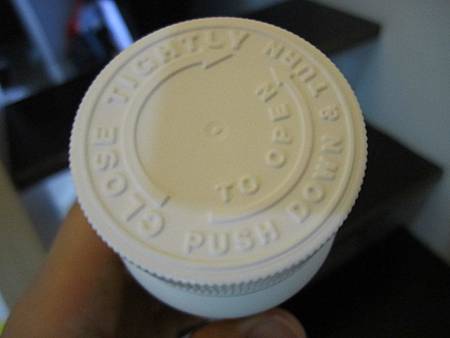 CLOSE TIGHTLY
PUSH DOWN & TURN
TO OPEN